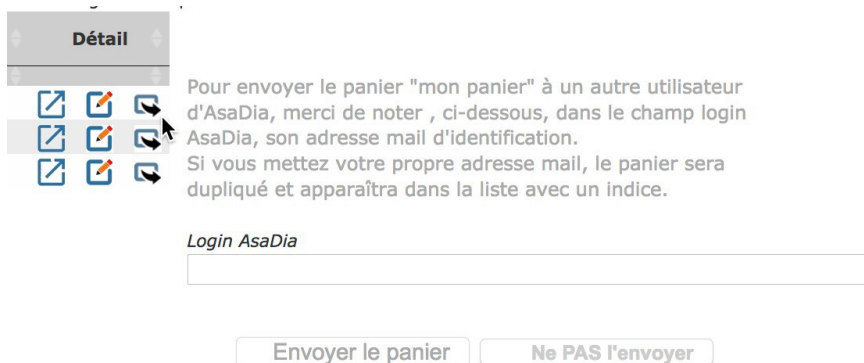 Détail
Pour envoyer le panier "mon panier" à un autre utilisateur
d'AsaDia, merci de noter , ci-dessous, dans le champ login
AsaDia, son adresse mail d'identification.
Si vous mettez votre propre adresse mail, le panier sera
dupliqué et apparaîtra dans la liste avec un indice.
Login AsaDia
Envoyer le panier
Ne PAS l'envoyer